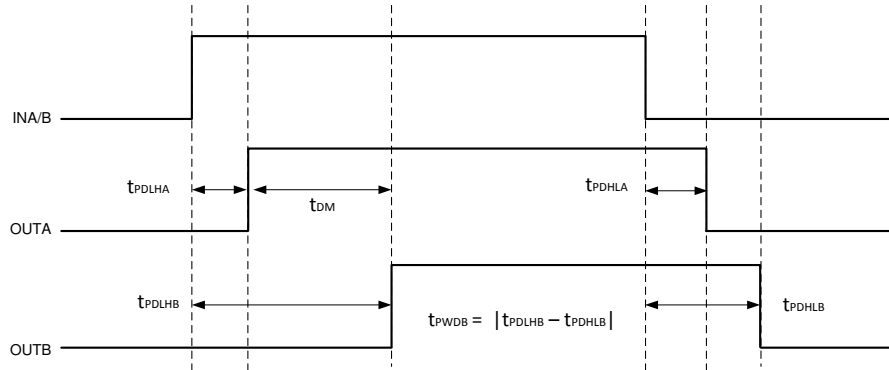 INA/B
tPDLHA
tDM
tPDHLA
OUTA
tPDLHB
tPWDB = |tPDLHB – tPDHLB|
tPDHLB
OUTB